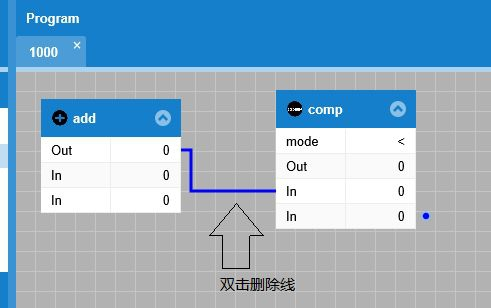 Program
1000 ×
add
Out 0
In 0
In 0
comp
mode <
Out 0
In 0
In 0
双击删除线